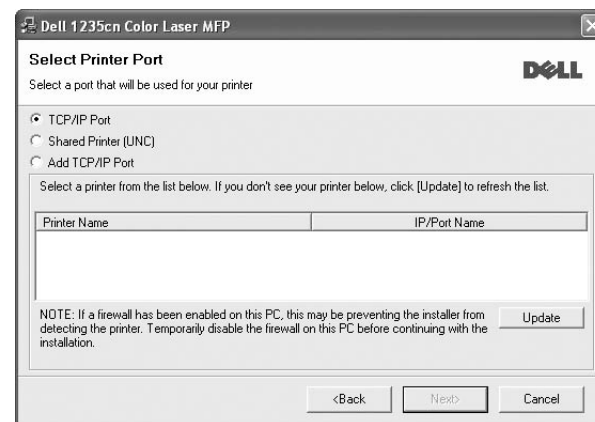 Dell 1235cn Color Laser MFP
Select Printer Port
Select a port that will be used for your printer
DELL
TCP/IP Port
Shared Printer (UNC)
Add TCP/IP Port
Select a printer from the list below. If you don't see your printer below, click [Update] to refresh the list.
Printer Name IP/Port Name
NOTE: If a firewall has been enabled on this PC, this may be preventing the installer from
detecting the printer. Temporarily disable the firewall on this PC before continuing with the
installation.
Update
<Back Next> Cancel